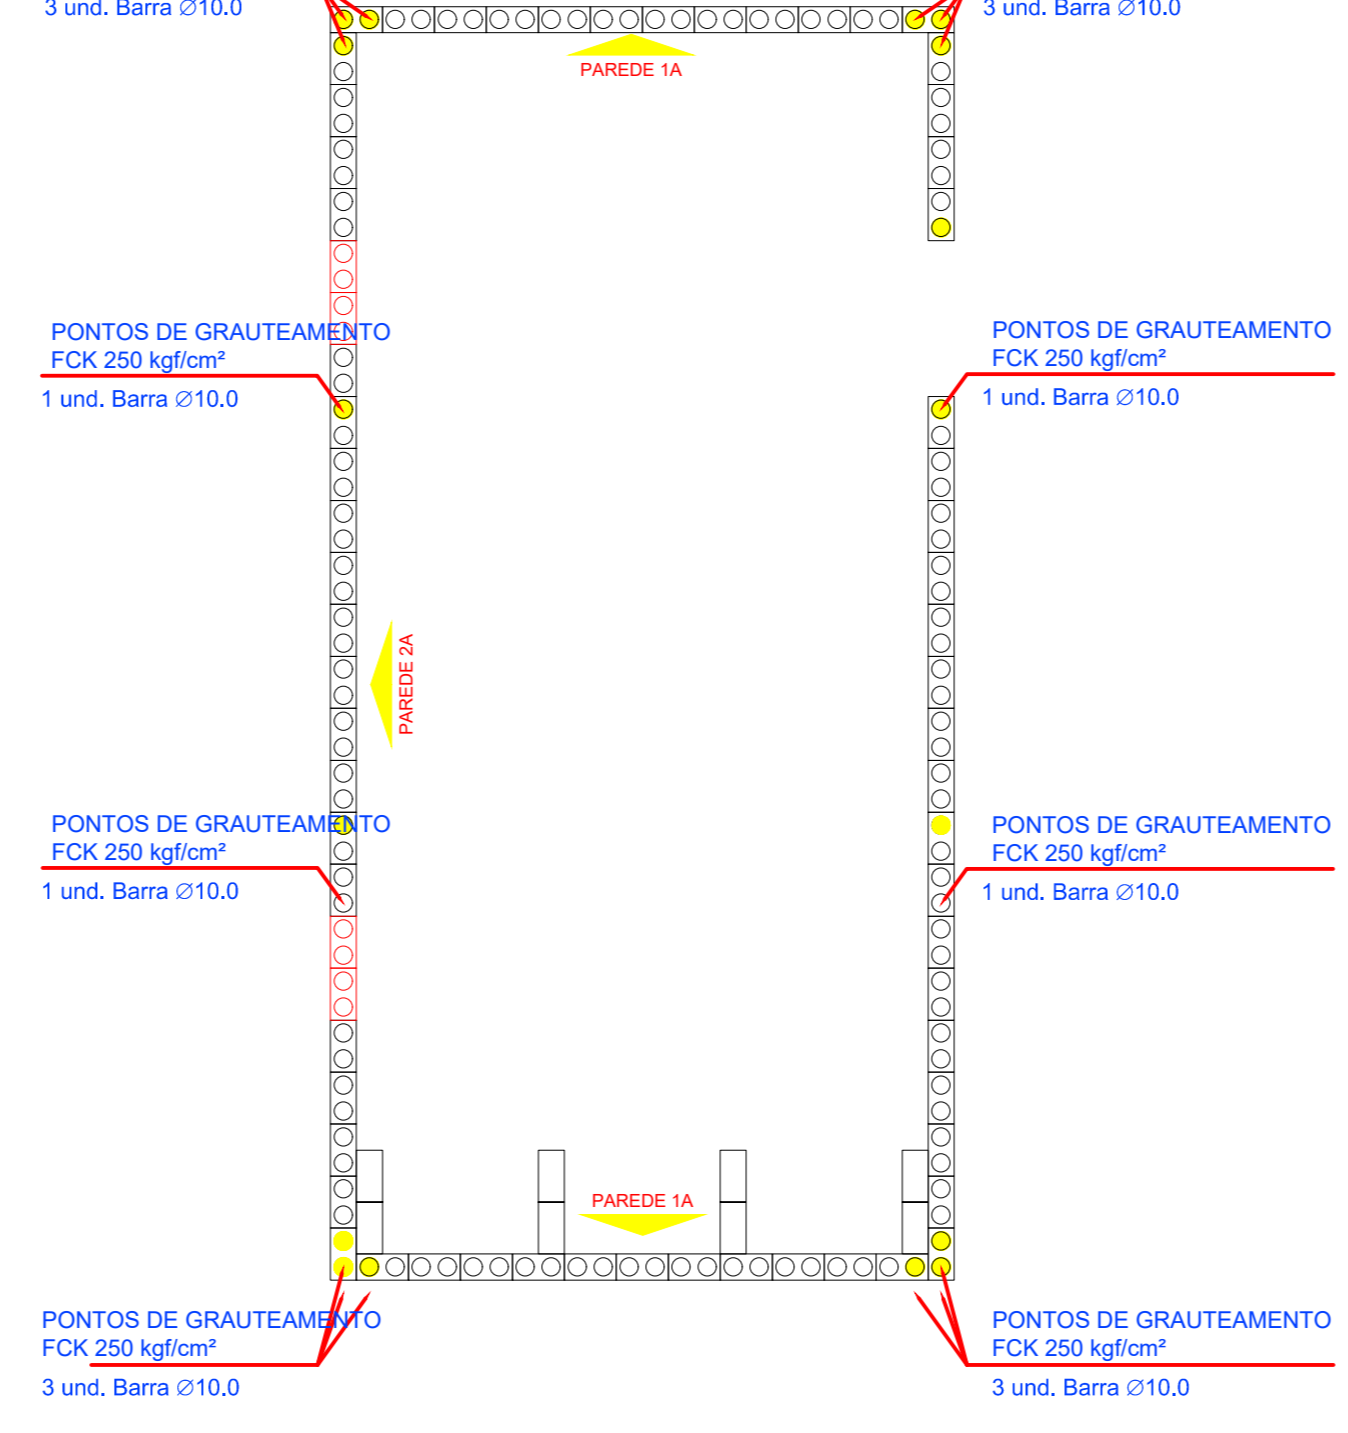 3 und. Barra ∅10.0
3 und. Barra ∅10.0
PAREDE 1A
PONTOS DE GRAUTEAMENTO
FCK 250 kgf/cm²
1 und. Barra ∅10.0
PONTOS DE GRAUTEAMENTO
FCK 250 kgf/cm²
1 und. Barra ∅10.0
PAREDE 2A
PONTOS DE GRAUTEAMENTO
FCK 250 kgf/cm²
1 und. Barra ∅10.0
PONTOS DE GRAUTEAMENTO
FCK 250 kgf/cm²
1 und. Barra ∅10.0
PAREDE 1A
PONTOS DE GRAUTEAMENTO
FCK 250 kgf/cm²
3 und. Barra ∅10.0
PONTOS DE GRAUTEAMENTO
FCK 250 kgf/cm²
3 und. Barra ∅10.0